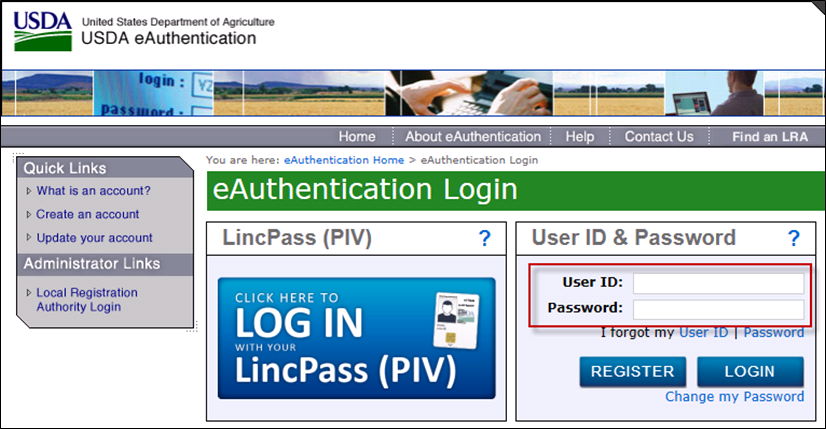 USDA
United States Department of Agriculture
USDA eAuthentication
login :
password :
Home
About eAuthentication
Help
Contact Us
Find an LRA
Quick Links
What is an account?
Create an account
Update your account
Administrator Links
Local Registration
Authority Login
You are here: eAuthentication Home > eAuthentication Login
eAuthentication Login
LincPass (PIV)
?
CLICK HERE TO
LOG IN
WITH YOUR
LincPass (PIV)
User ID & Password
?
User ID:
Password:
I forgot my User ID | Password
REGISTER
LOGIN
Change my Password